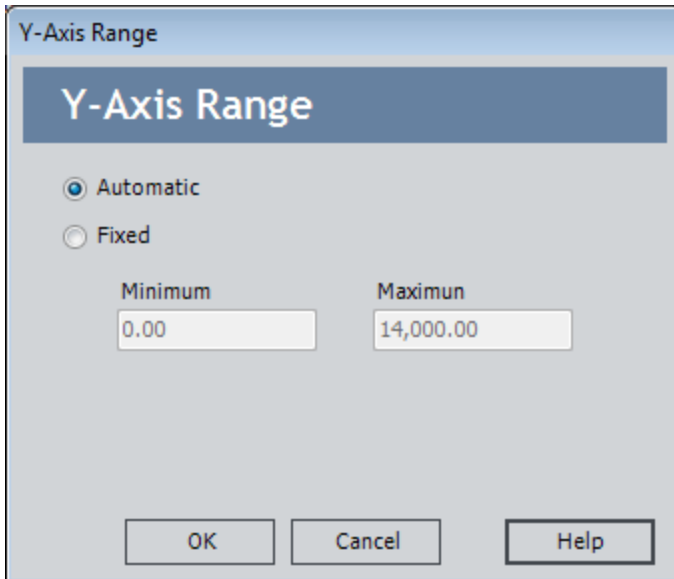 Y-Axis Range
Y-Axis Range
Automatic
Fixed
Minimum Maximun
0.00 14,000.00
OK Cancel Help